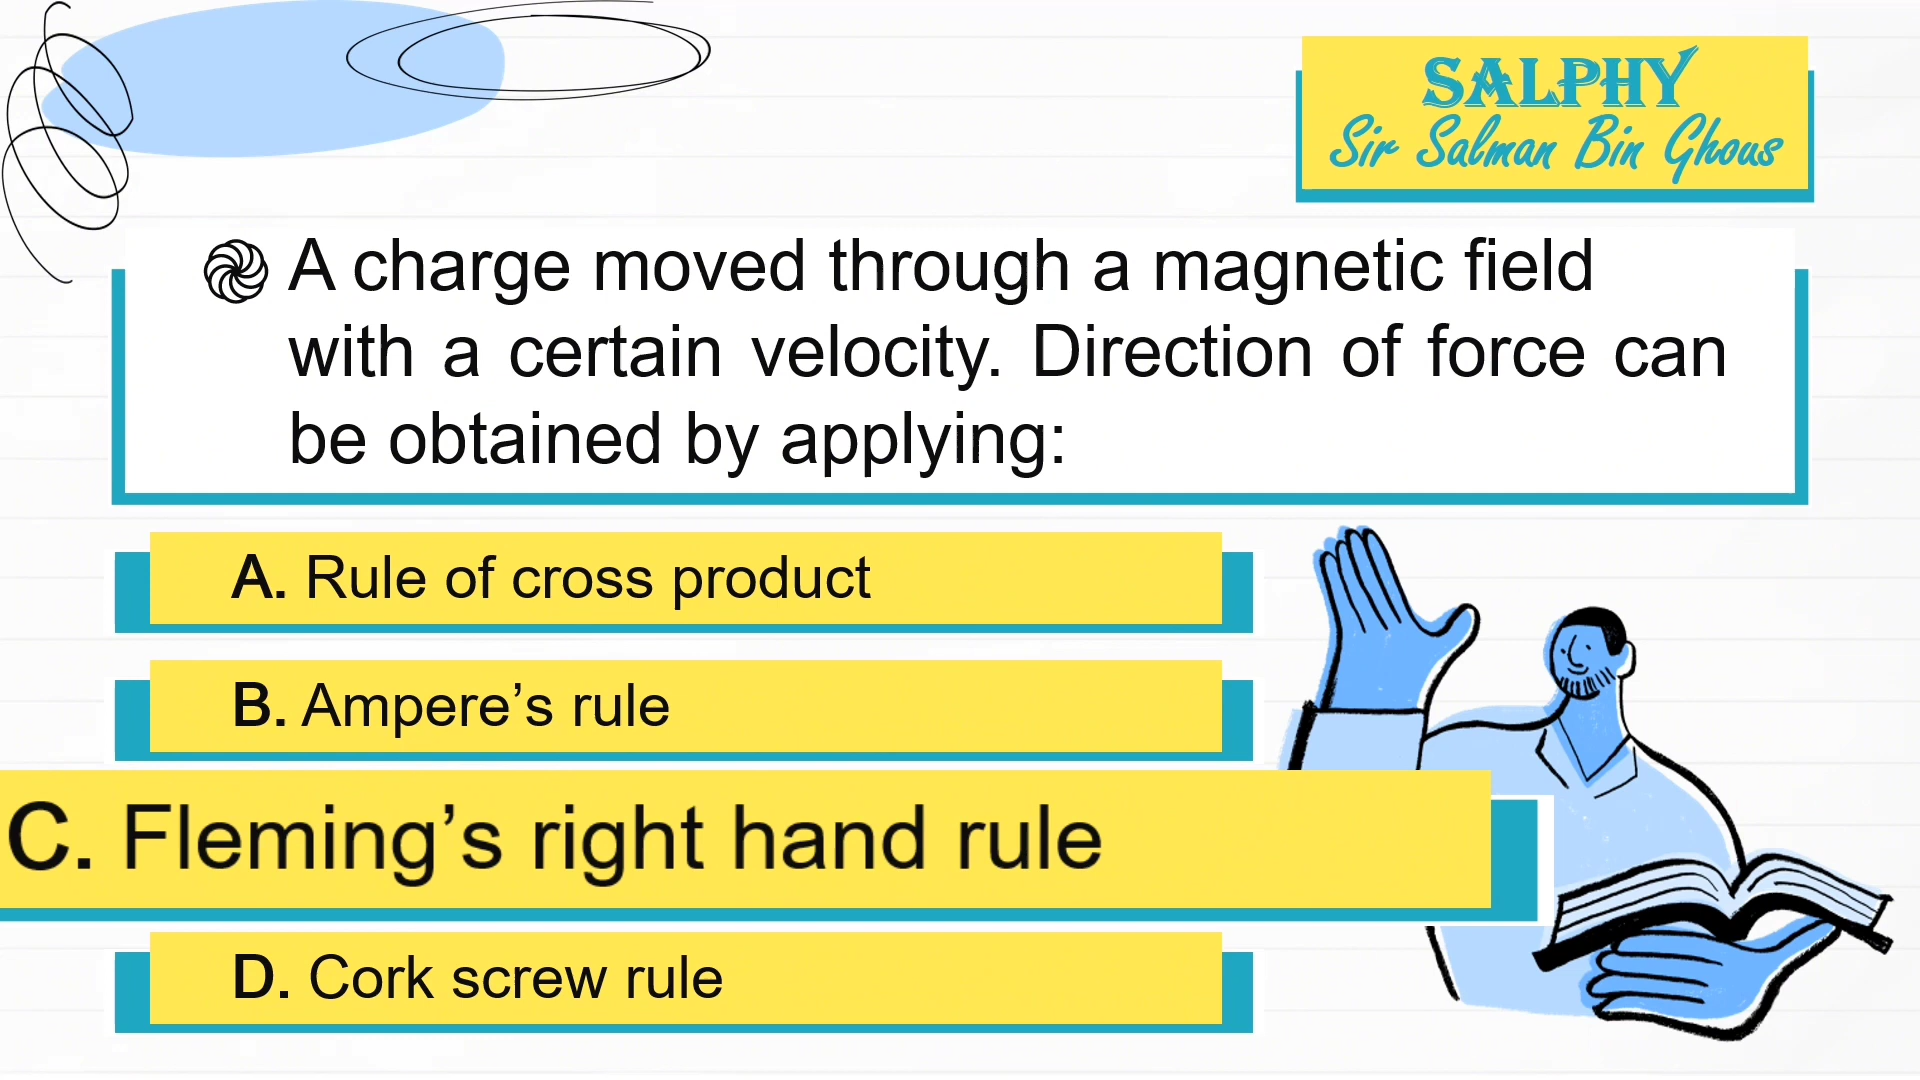 SALPHY
Sir Salman Bin Ghous
A charge moved through a magnetic field
with a certain velocity. Direction of force can
be obtained by applying:
A. Rule of cross product
B. Ampere’s rule
C. Fleming’s right hand rule
D. Cork screw rule